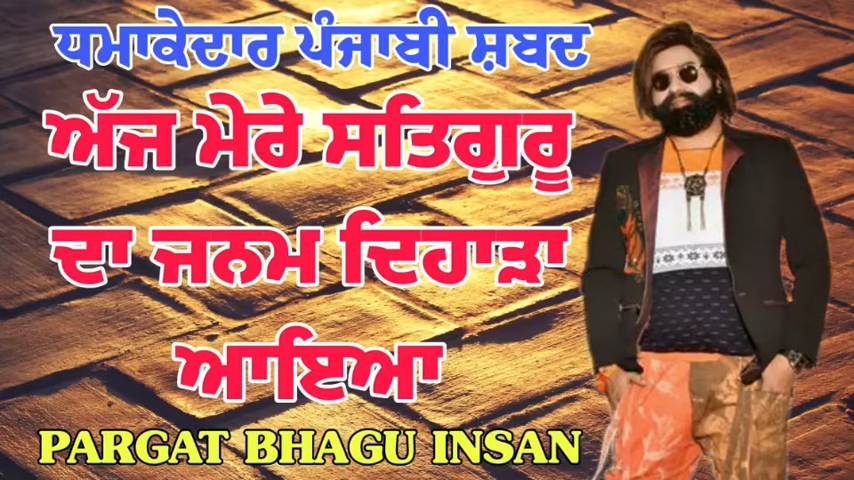 ਧਮਾਕੇਦਾਰ ਪੰਜਾਬੀ ਸ਼ਬਦ
ਅੱਜ ਮੇਰੇ ਸਤਿਗੁਰੂ
ਦਾ ਜਨਮ ਦਿਹਾੜਾ
ਆਇਆ
PARGAT BHAGU INSAN